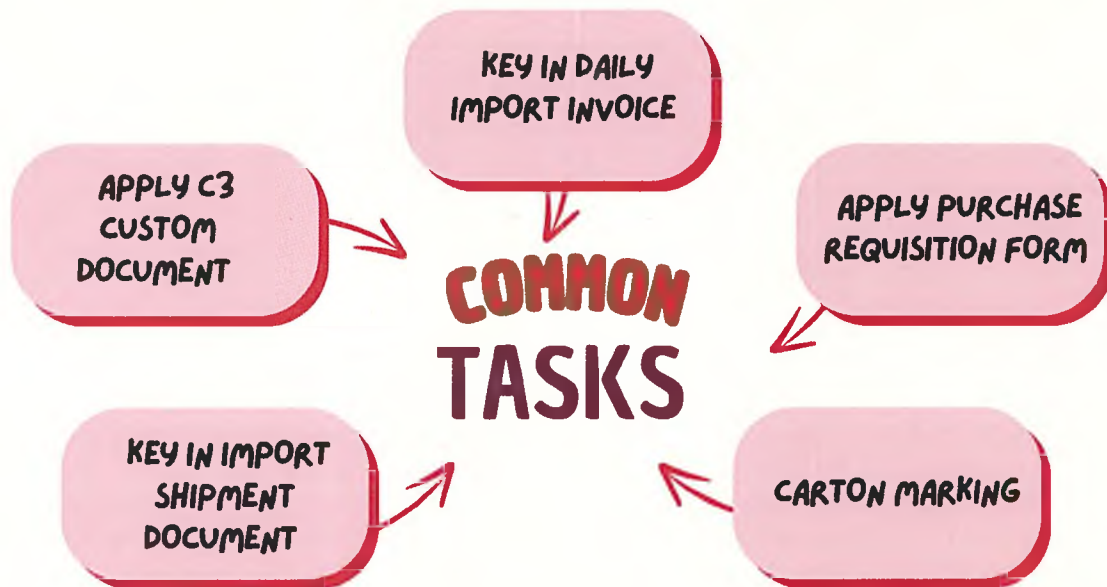 KEY IN DAILY
IMPORT INVOICE
APPLY C3
CUSTOM
DOCUMENT
APPLY PURCHASE
REQUISITION FORM
COMMON
TASKS
KEY IN IMPORT
SHIPMENT
DOCUMENT
CARTON MARKING